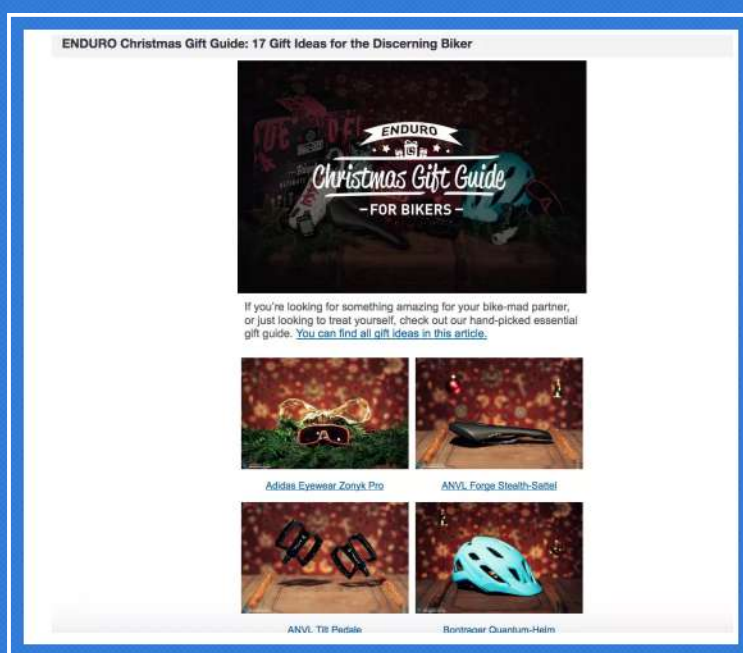 ENDURO Christmas Gift Guide: 17 Gift Ideas for the Discerning Biker
ENDURO
Christmas Gift Guide
– FOR BIKERS –
If you're looking for something amazing for your bike-mad partner,
or just looking to treat yourself, check out our hand-picked essential
gift guide. You can find all gift ideas in this article.
Adidas Eyewear Zonyk Pro
ANVL Forge Stealth-Sattel
ANVL Tilt Pedale
Bontrager Quantum-Helm